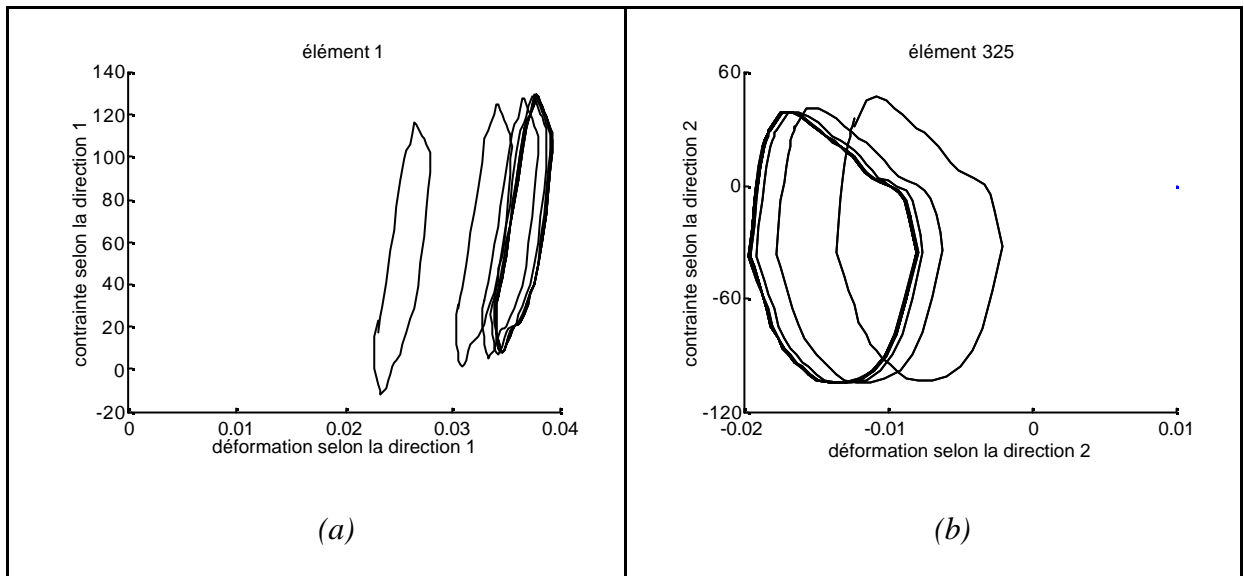 élément 1
140
120
100
80
60
40
20
0
-20
contrainte selon la direction 1
0 0.01 0.02 0.03 0.04
déformation selon la direction 1
(a)
élément 325
60
0
-60
-120
contrainte selon la direction 2
-0.02 -0.01 0 0.01
déformation selon la direction 2
(b)